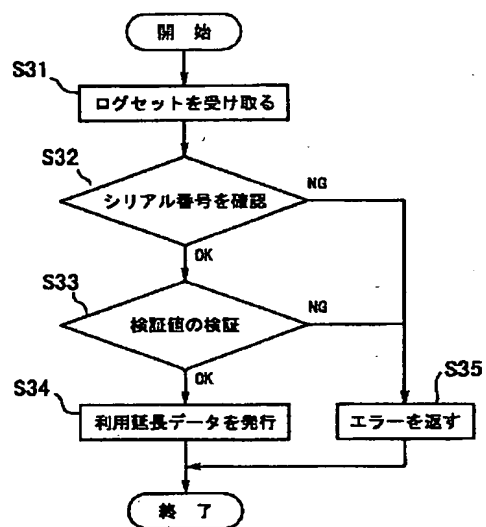 開 始
S31
ログセットを受け取る
S32
シリアル番号を確認
NG
OK
S33
検証値の検証
NG
OK
S34
利用延長データを発行
S35
エラーを返す
終 了